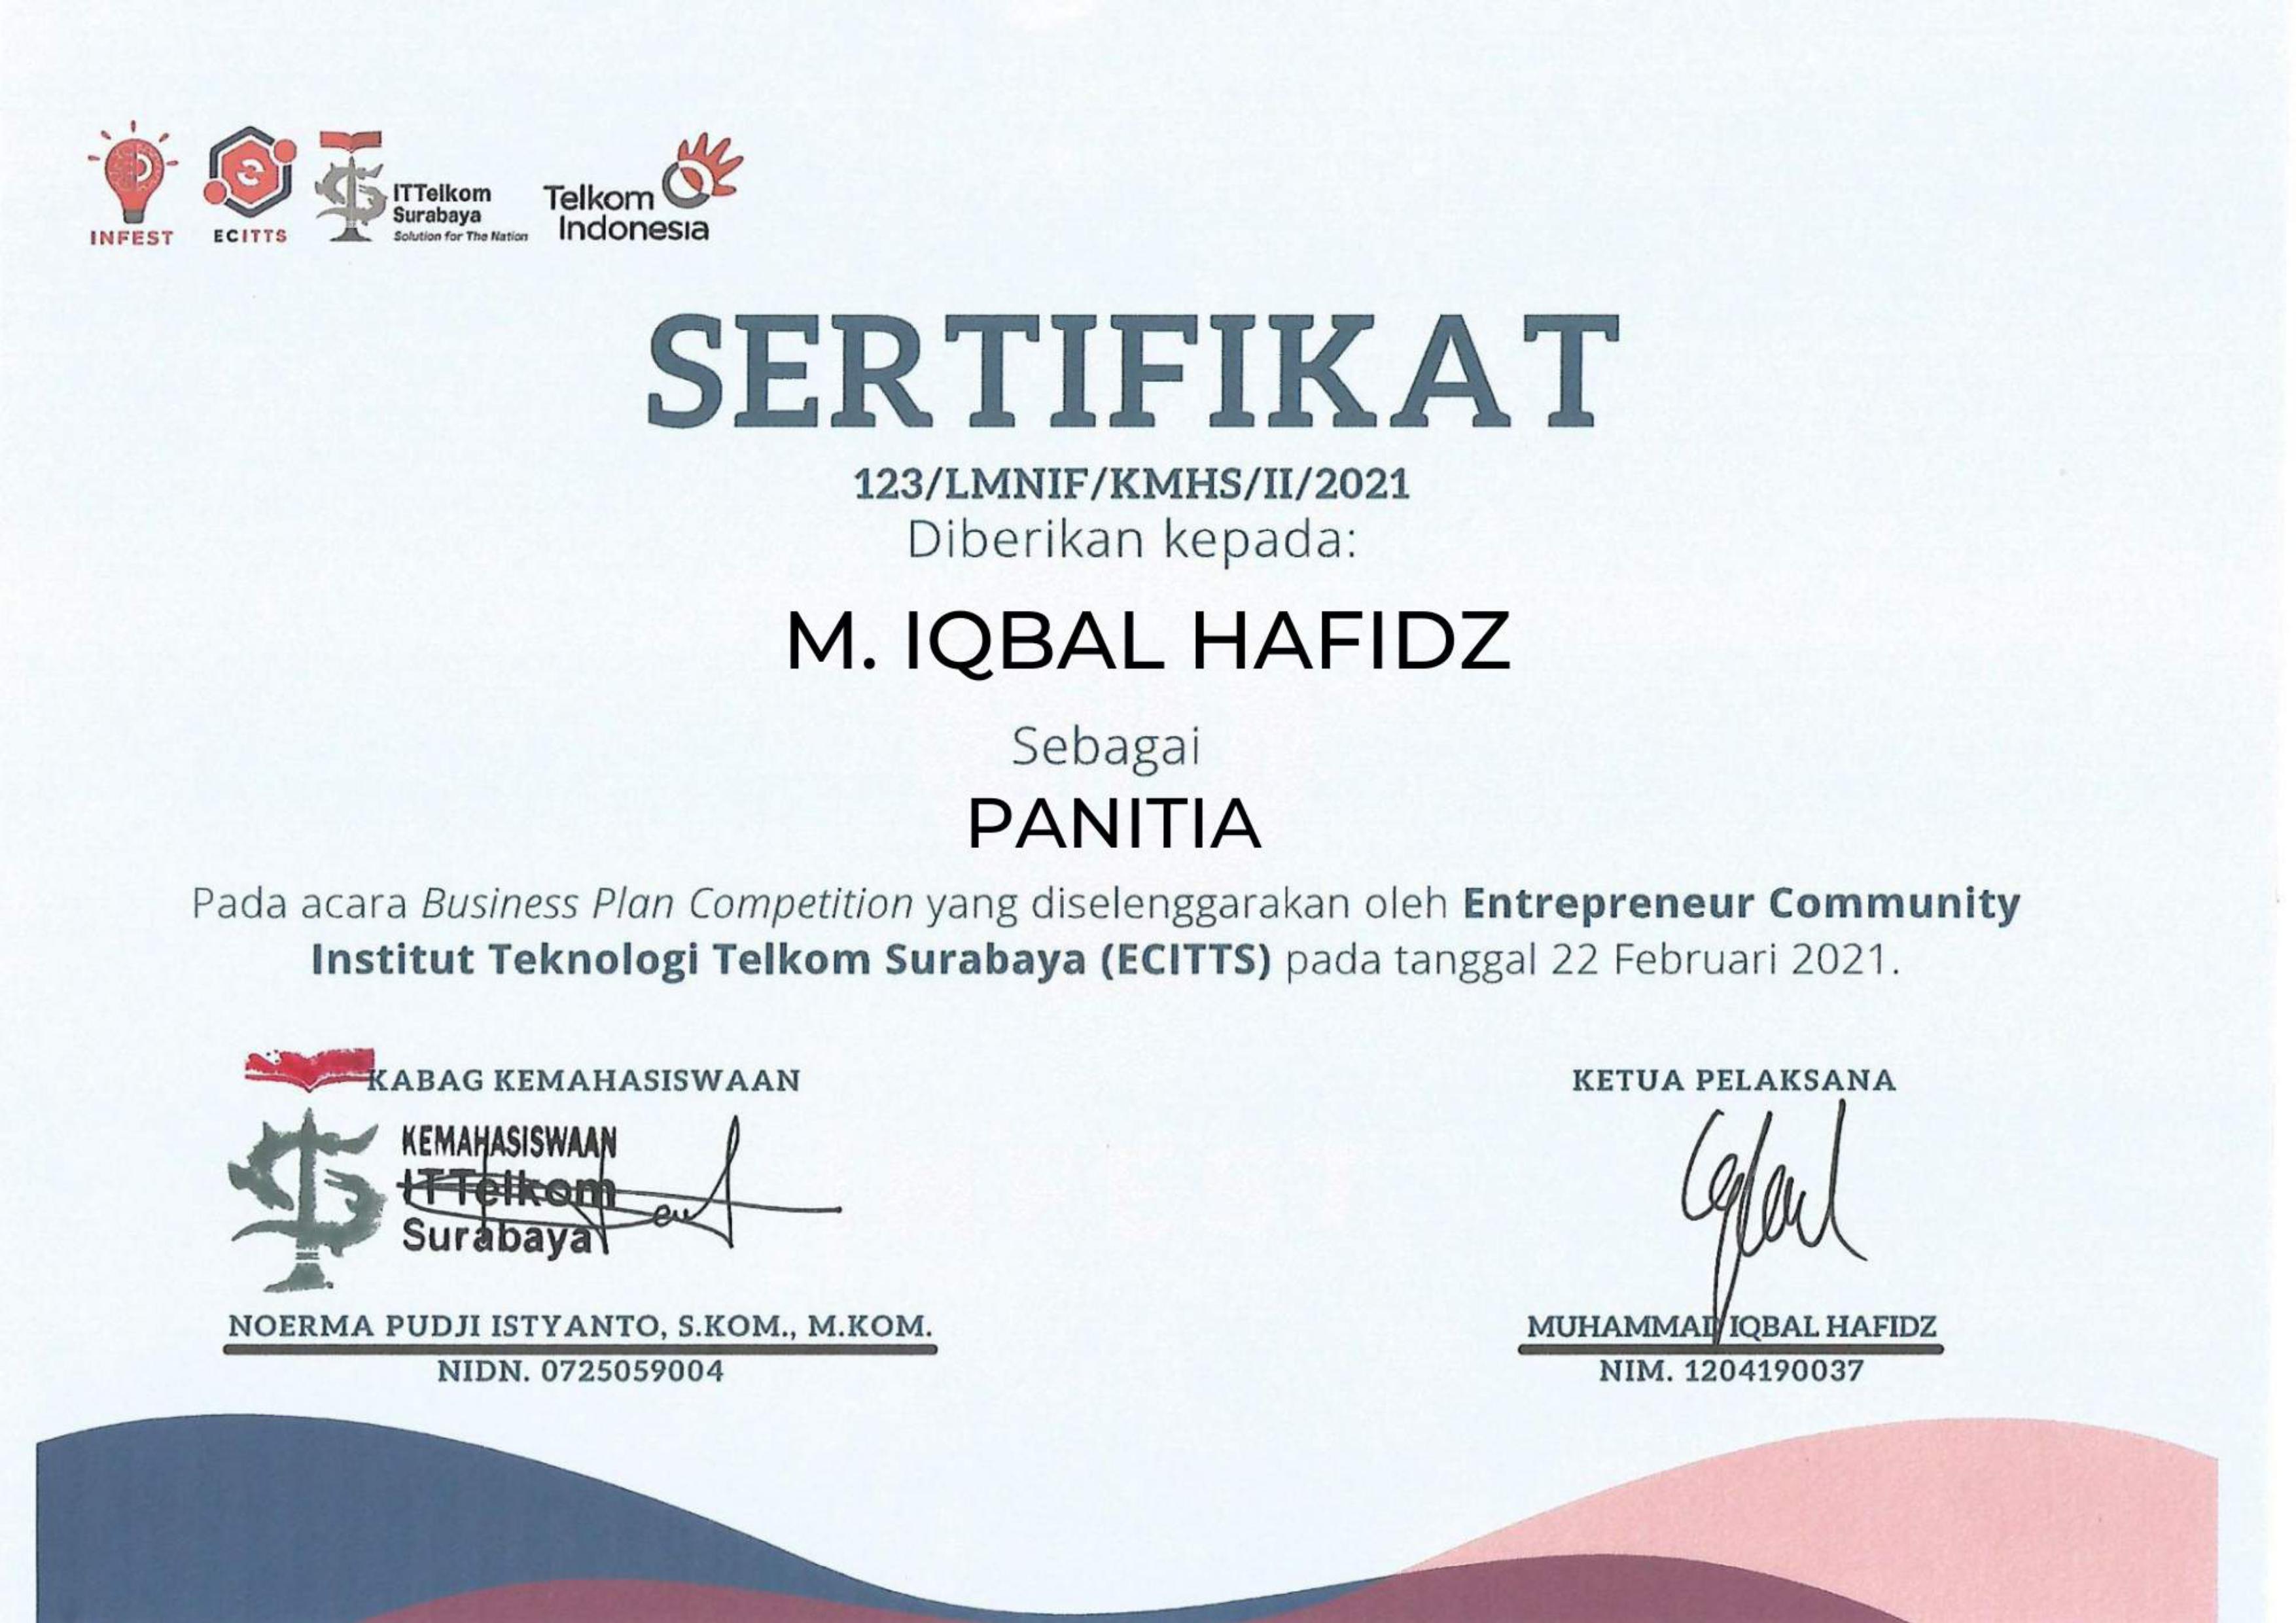 INFEST
ECITTS
ITTelkom
Surabaya
Solution for The Nation
Telkom
Indonesia
SERTIFIKAT
123/LMNIF/KMHS/II/2021
Diberikan kepada:
M. IQBAL HAFIDZ
Sebagai
PANITIA
Pada acara Business Plan Competition yang diselenggarakan oleh Entrepreneur Community
Institut Teknologi Telkom Surabaya (ECITTS) pada tanggal 22 Februari 2021.
KABAG KEMAHASISWAAN
KEMAHASISWAAN
ITTelkom
Surabaya
NOERMA PUDJI ISTYANTO, S.KOM., M.KOM.
NIDN. 0725059004
KETUA PELAKSANA
MUHAMMAD IQBAL HAFIDZ
NIM. 1204190037